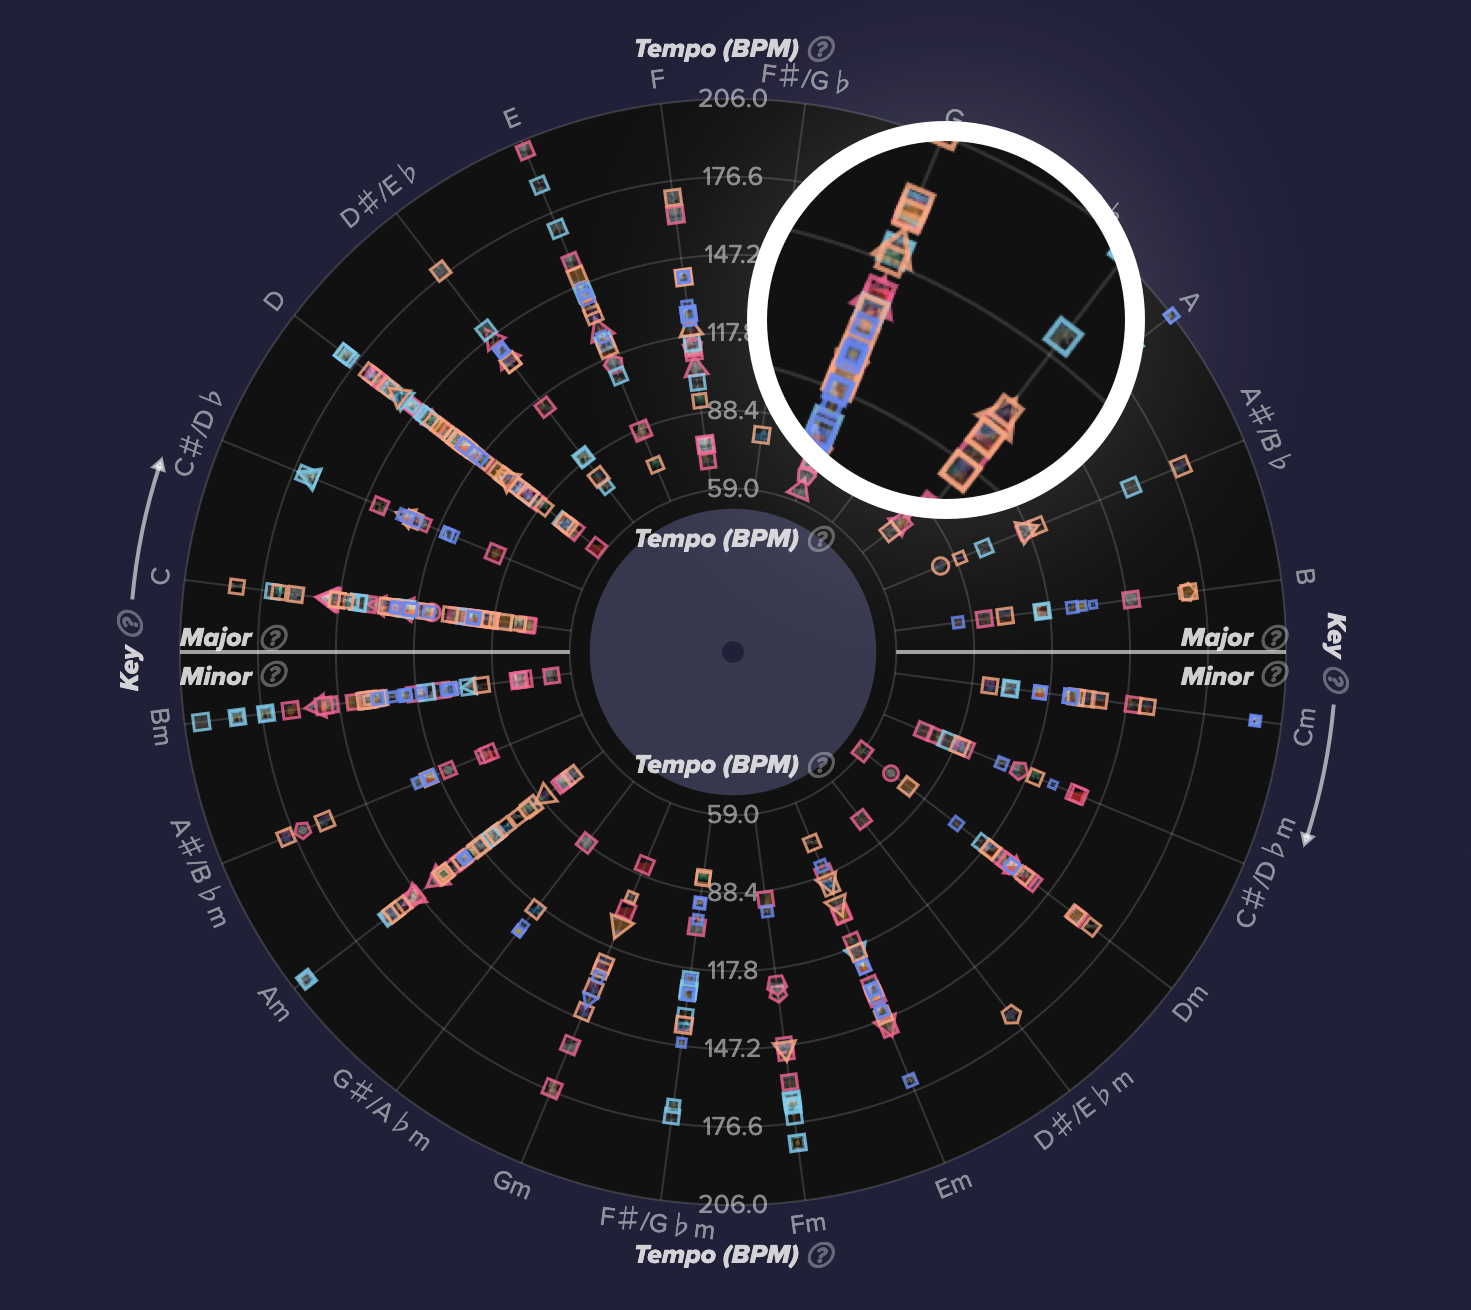 Tempo (BPM) ?
F
F#/G♭
206.0
E
G
D#/E♭
176.6
D
147.2
A
C#/D♭
117.8
A#/B♭
88.4
59.0
Tempo (BPM) ?
C
B
Key ?
Major ?
Major ?
Key ?
Minor ?
Minor ?
Bm
Cm
Tempo (BPM) ?
59.0
A#/B♭m
C#/D♭m
88.4
117.8
Am
Dm
147.2
G#/A♭m
D#/E♭m
176.6
Gm
Em
206.0
F#/G♭m
Fm
Tempo (BPM) ?